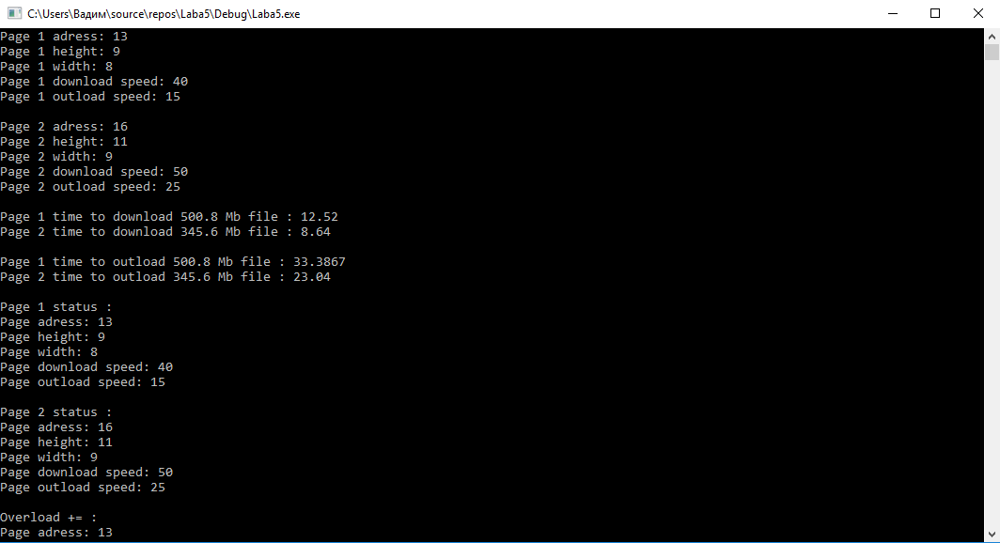 C:\Users\Вадим\source\repos\Laba5\Debug\Laba5.exe
Page 1 adress: 13
Page 1 height: 9
Page 1 width: 8
Page 1 download speed: 40
Page 1 outload speed: 15
Page 2 adress: 16
Page 2 height: 11
Page 2 width: 9
Page 2 download speed: 50
Page 2 outload speed: 25
Page 1 time to download 500.8 Mb file : 12.52
Page 2 time to download 345.6 Mb file : 8.64
Page 1 time to outload 500.8 Mb file : 33.3867
Page 2 time to outload 345.6 Mb file : 23.04
Page 1 status :
Page adress: 13
Page height: 9
Page width: 8
Page download speed: 40
Page outload speed: 15
Page 2 status :
Page adress: 16
Page height: 11
Page width: 9
Page download speed: 50
Page outload speed: 25
Overload += :
Page adress: 13